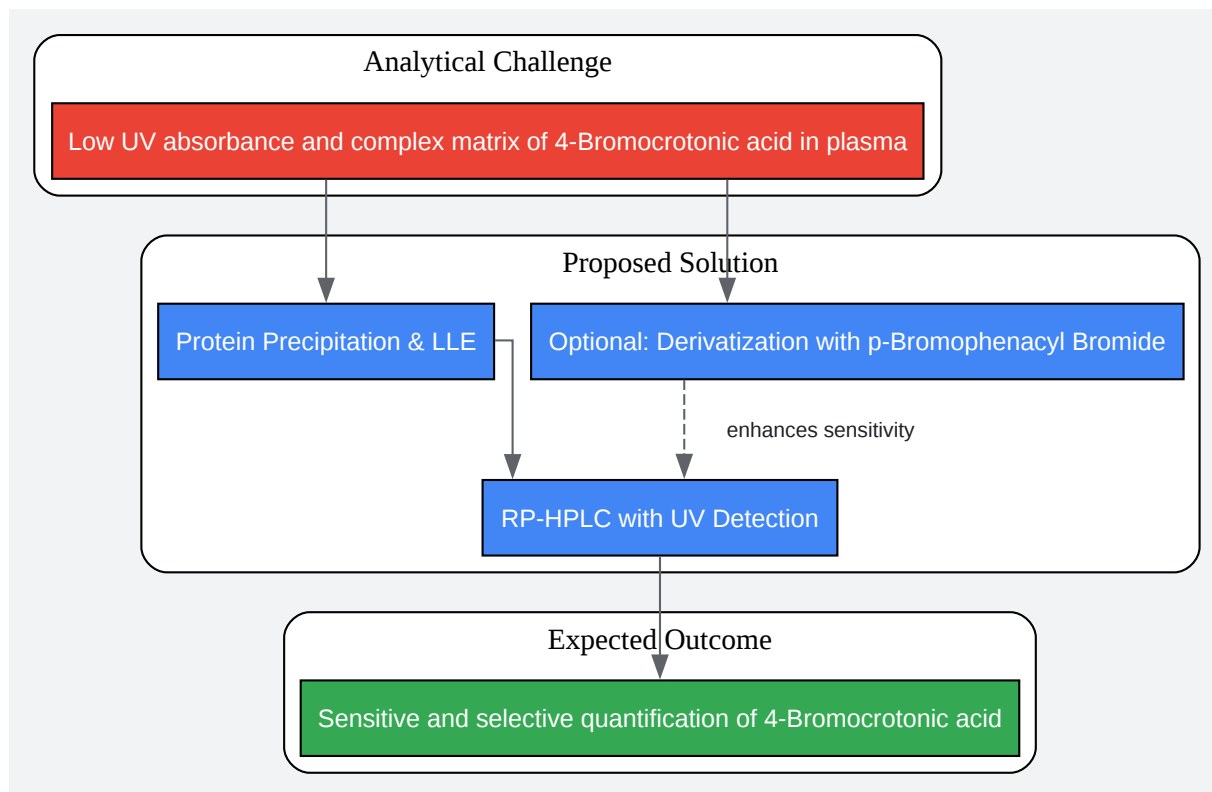 Analytical Challenge
Low UV absorbance and complex matrix of 4-Bromocrotonic acid in plasma
Proposed Solution
Protein Precipitation & LLE
Optional: Derivatization with p-Bromophenacyl Bromide
enhances sensitivity
RP-HPLC with UV Detection
Expected Outcome
Sensitive and selective quantification of 4-Bromocrotonic acid